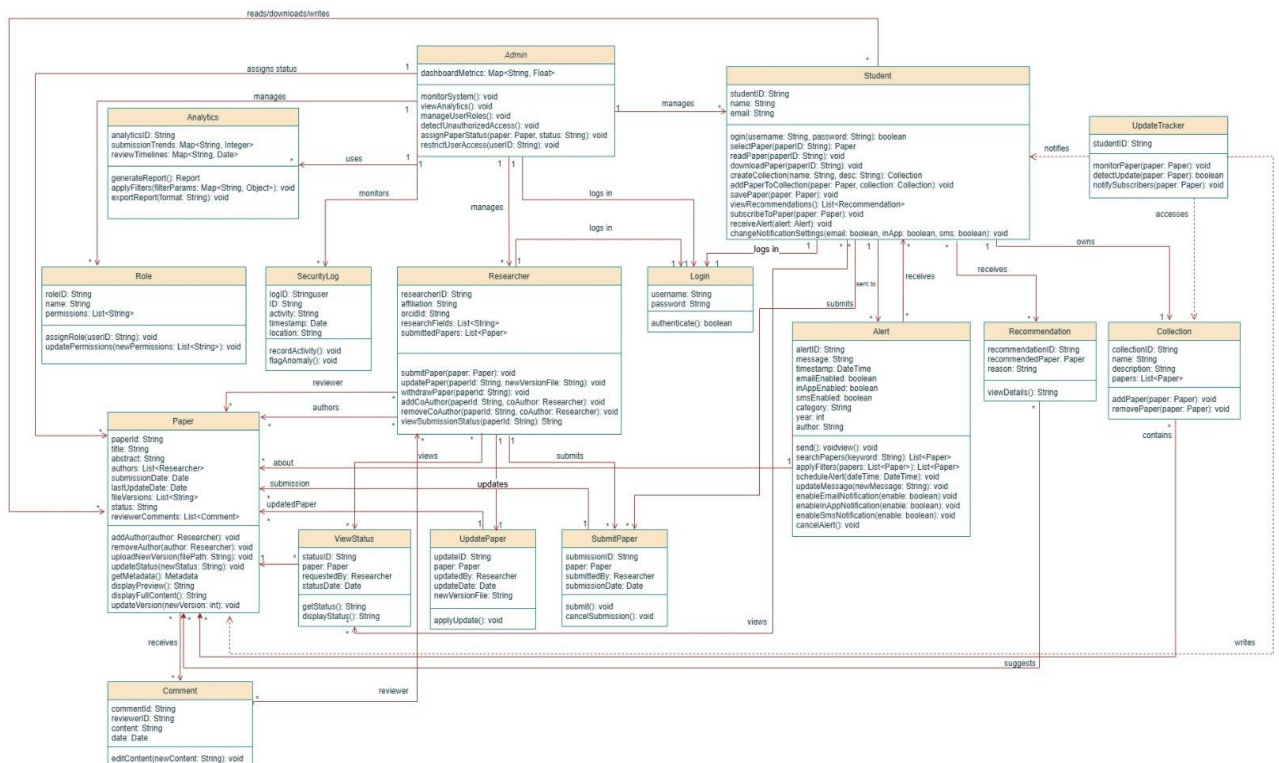 reads/downloads/writes
Admin
dashboardMetrics: Map<String, Float>
monitorSystem(): void
viewAnalytics(): void
manageUserRoles(): void
detectUnauthorizedAccess(): void
assignPaperStatus(paper: Paper, status: String): void
restrictUserAccess(userID: String): void
assigns status
1
manages
1
uses
1
*
monitors
1
*
manages
1
*
logs in
1
1
manages
1
*
Student
studentID: String
name: String
email: String
ogin(username: String, password: String): boolean
selectPaper(paperID: String): Paper
readPaper(paperID: String): void
downloadPaper(paperID: String): void
createCollection(name: String, desc: String): Collection
addPaperToCollection(paper: Paper, collection: Collection): void
savePaper(paper: Paper): void
viewRecommendations(): List<Recommendation>
subscribeToPaper(paper: Paper): void
receiveAlert(alert: Alert): void
changeNotificationSettings(email: boolean, inApp: boolean, sms: boolean): void
UpdateTracker
studentID: String
monitorPaper(paper: Paper): void
detectUpdate(paper: Paper): boolean
notifySubscribers(paper: Paper): void
notifies
accesses
Analytics
analyticsID: String
submissionTrends: Map<String, Integer>
reviewTimelines: Map<String, Date>
generateReport(): Report
applyFilters(filterParams: Map<String, Object>): void
exportReport(format: String): void
logs in
1
1
logs in
1
1
submits
*
*
sent to
1
*
receives
*
*
receives
*
*
owns
1
*
Role
roleID: String
name: String
permissions: List<String>
assignRole(userID: String): void
updatePermissions(newPermissions: List<String>): void
SecurityLog
logID: Stringuser
ID: String
activity: String
timestamp: Date
location: String
recordActivity(): void
flagAnomaly(): void
Researcher
researcherID: String
affiliation: String
orcidId: String
researchFields: List<String>
submittedPapers: List<Paper>
submitPaper(paper: Paper): void
updatePaper(paperId: String, newVersionFile: String): void
withdrawPaper(paperId: String): void
addCoAuthor(paperId: String, coAuthor: Researcher): void
removeCoAuthor(paperId: String, coAuthor: Researcher): void
viewSubmissionStatus(paperId: String): String
Login
username: String
password: String
authenticate(): boolean
Alert
alertID: String
message: String
timestamp: DateTime
emailEnabled: boolean
inAppEnabled: boolean
smsEnabled: boolean
category: String
year: int
author: String
send(): voidview(): void
searchPapers(keyword: String): List<Paper>
applyFilters(papers: List<Paper>): List<Paper>
scheduleAlert(dateTime: DateTime): void
updateMessage(newMessage: String): void
enableEmailNotification(enable: boolean):void
enableInAppNotification(enable: boolean): void
enableSmsNotification(enable: boolean): void
cancelAlert(): void
Recommendation
recommendationID: String
recommendedPaper: Paper
reason: String
viewDetails(): String
Collection
collectionID: String
name: String
description: String
papers: List<Paper>
addPaper(paper: Paper): void
removePaper(paper: Paper): void
contains
reviewer
authors
about
submission
updatedPaper
views
updates
submits
Paper
paperId: String
title: String
abstract: String
authors: List<Researcher>
submissionDate: Date
lastUpdateDate: Date
fileVersions: List<String>
status: String
reviewerComments: List<Comment>
addAuthor(author: Researcher): void
removeAuthor(author: Researcher): void
uploadNewVersion(filePath: String): void
updateStatus(newStatus: String): void
getMetadata(): Metadata
displayPreview(): String
displayFullContent(): String
updateVersion(newVersion: int): void
ViewStatus
statusID: String
paper: Paper
requestedBy: Researcher
statusDate: Date
getStatus(): String
displayStatus(): String
UpdatePaper
updateID: String
paper: Paper
updatedBy: Researcher
updateDate: Date
newVersionFile: String
applyUpdate(): void
SubmitPaper
submissionID: String
paper: Paper
submittedBy: Researcher
submissionDate: Date
submit(): void
cancelSubmission(): void
views
writes
suggests
receives
reviewer
Comment
commentId: String
reviewerID: String
content: String
date: Date
editContent(newContent: String): void